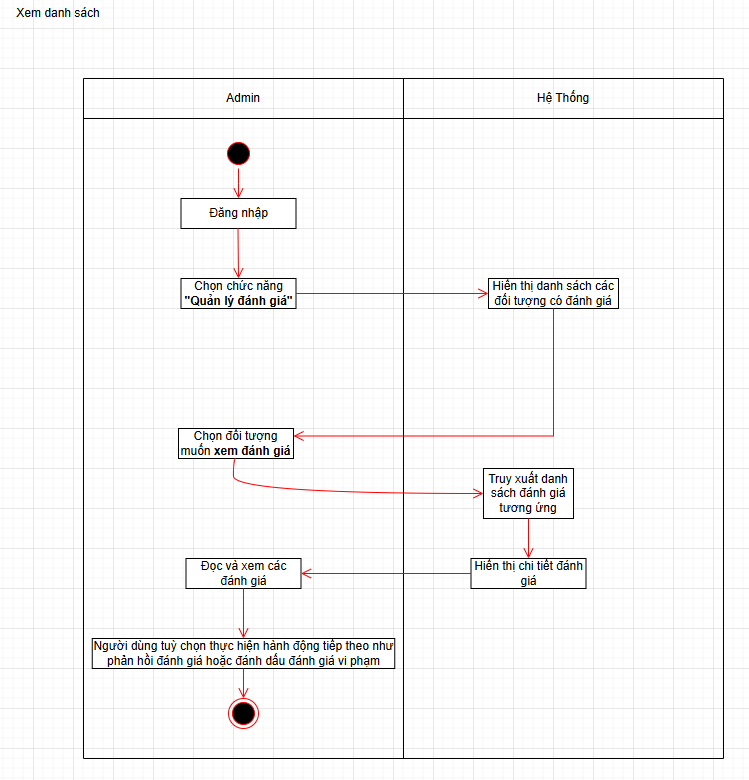 Xem danh sách
Admin
Hệ Thống
Đăng nhập
Chọn chức năng
"Quản lý đánh giá"
Hiển thị danh sách các
đối tượng có đánh giá
Chọn đối tượng
muốn xem đánh giá
Truy xuất danh
sách đánh giá
tương ứng
Hiển thị chi tiết đánh
giá
Đọc và xem các
đánh giá
Người dùng tuỳ chọn thực hiện hành động tiếp theo như
phản hồi đánh giá hoặc đánh dấu đánh giá vi phạm